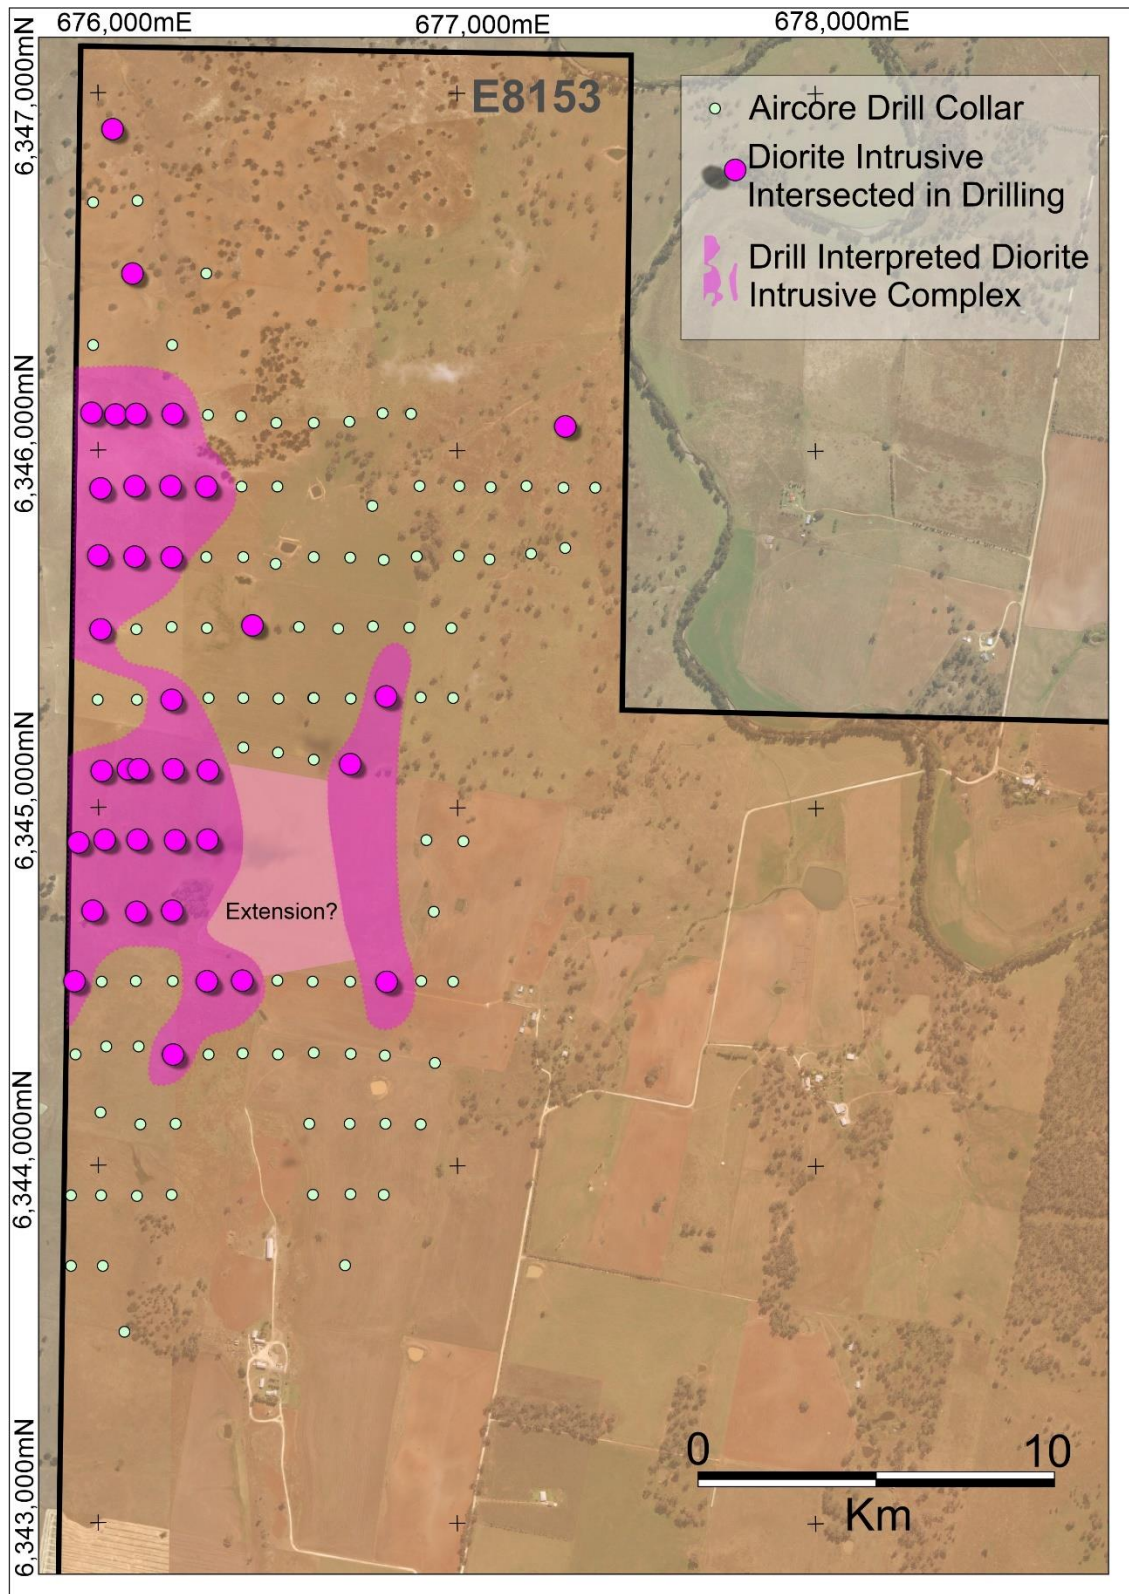 676,000mE
677,000mE
678,000mE
6,347,000mN
6,346,000mN
6,345,000mN
6,344,000mN
6,343,000mN
E8153
Aircore Drill Collar
Diorite Intrusive
Intersected in Drilling
Drill Interpreted Diorite
Intrusive Complex
Extension?
0
10
Km